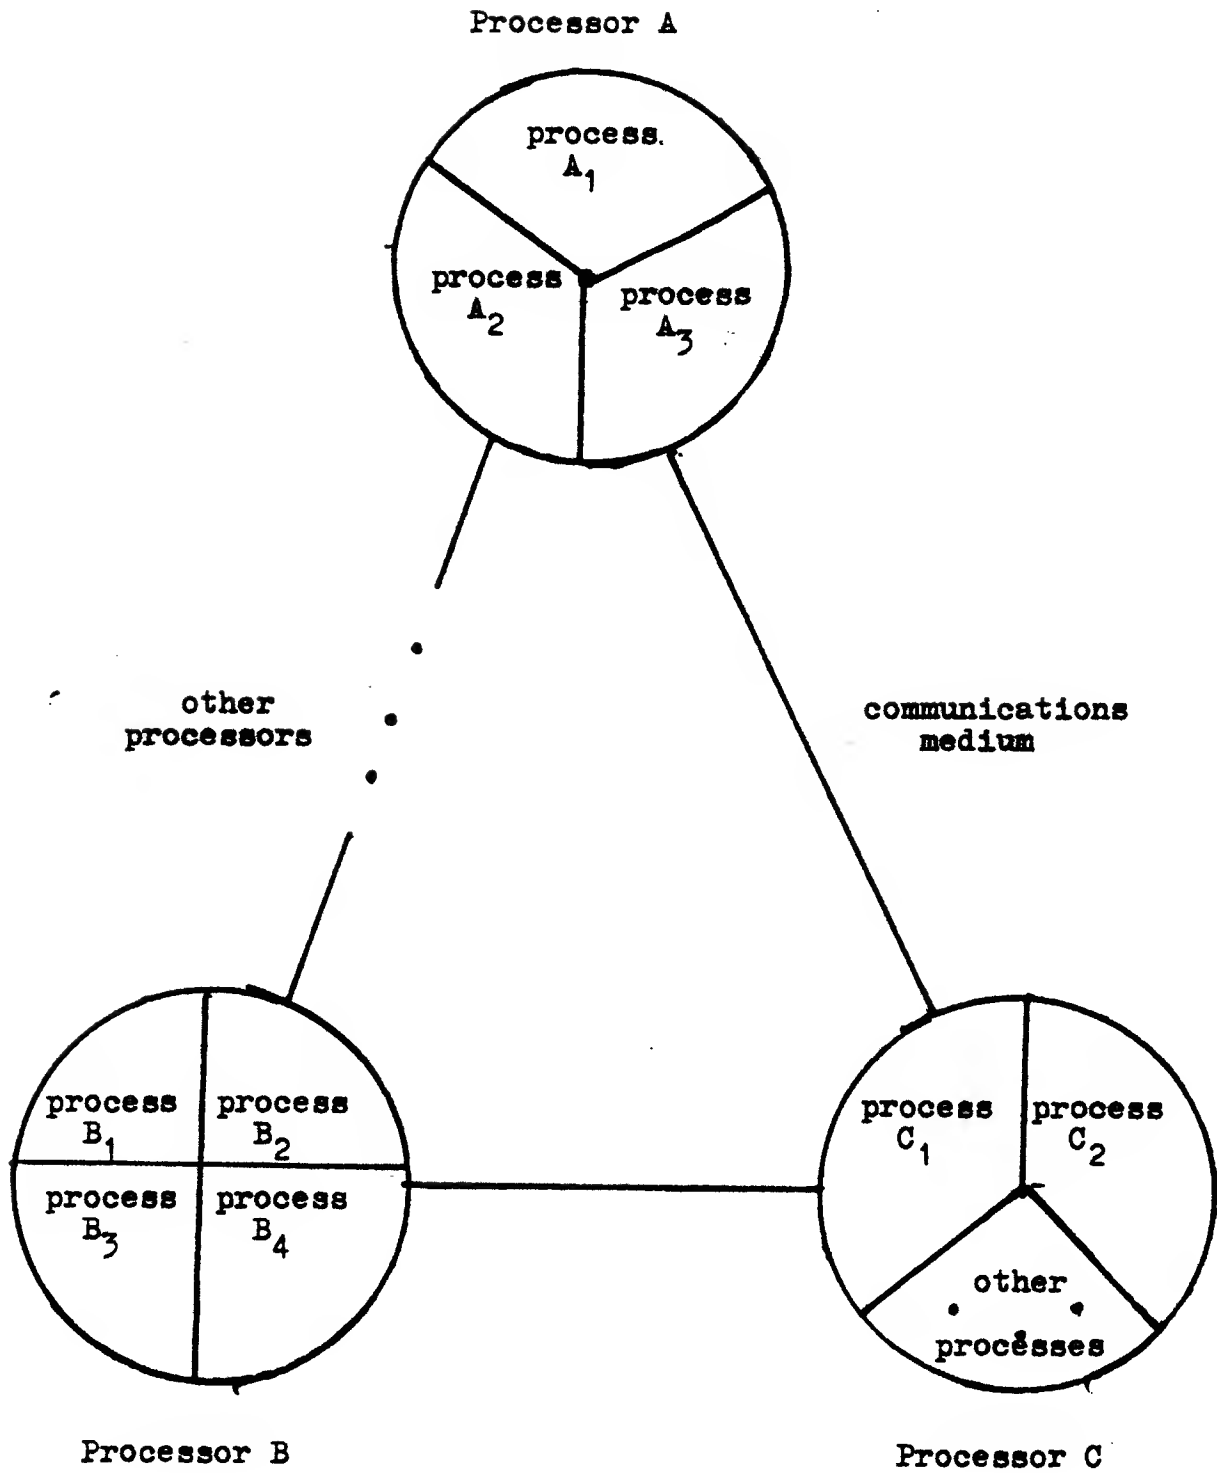 Processor A
process
A1
process
A2
process
A3
other
processors
communications
medium
process
B1
process
B2
process
B3
process
B4
process
C1
process
C2
other
processes
Processor B
Processor C